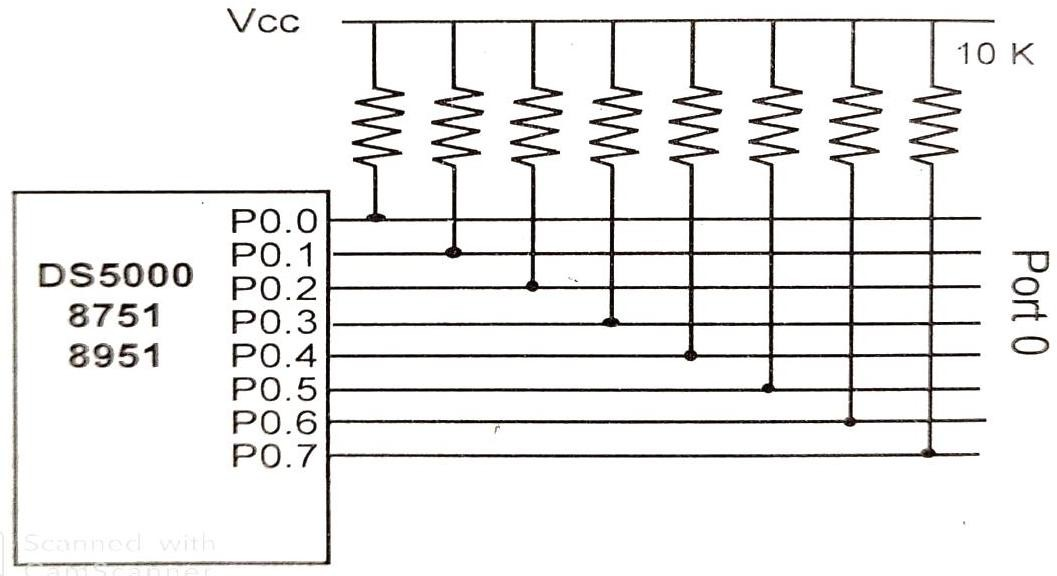 Vcc
10 K
P0.0
P0.1
DS5000
P0.2
8751
P0.3
8951
P0.4
P0.5
P0.6
P0.7
Port 0
Scanned with
CamScanner